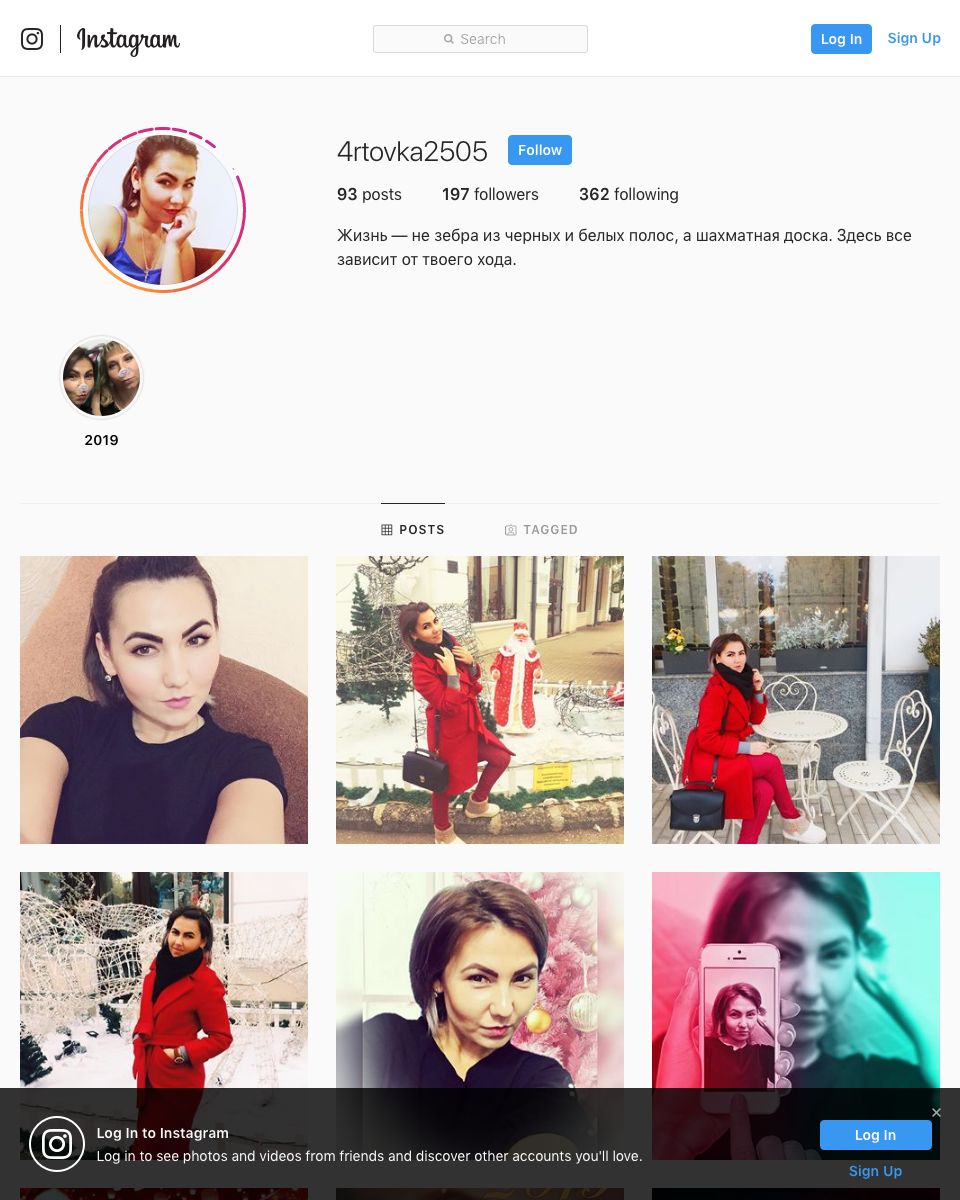 Instagram
Search
Log In
Sign Up
4rtovka2505
Follow
93 posts
197 followers
362 following
Жизнь — не зебра из черных и белых полос, а шахматная доска. Здесь все
зависит от твоего хода.
2019
POSTS
TAGGED
Log In to Instagram
Log in to see photos and videos from friends and discover other accounts you'll love.
Log In
Sign Up